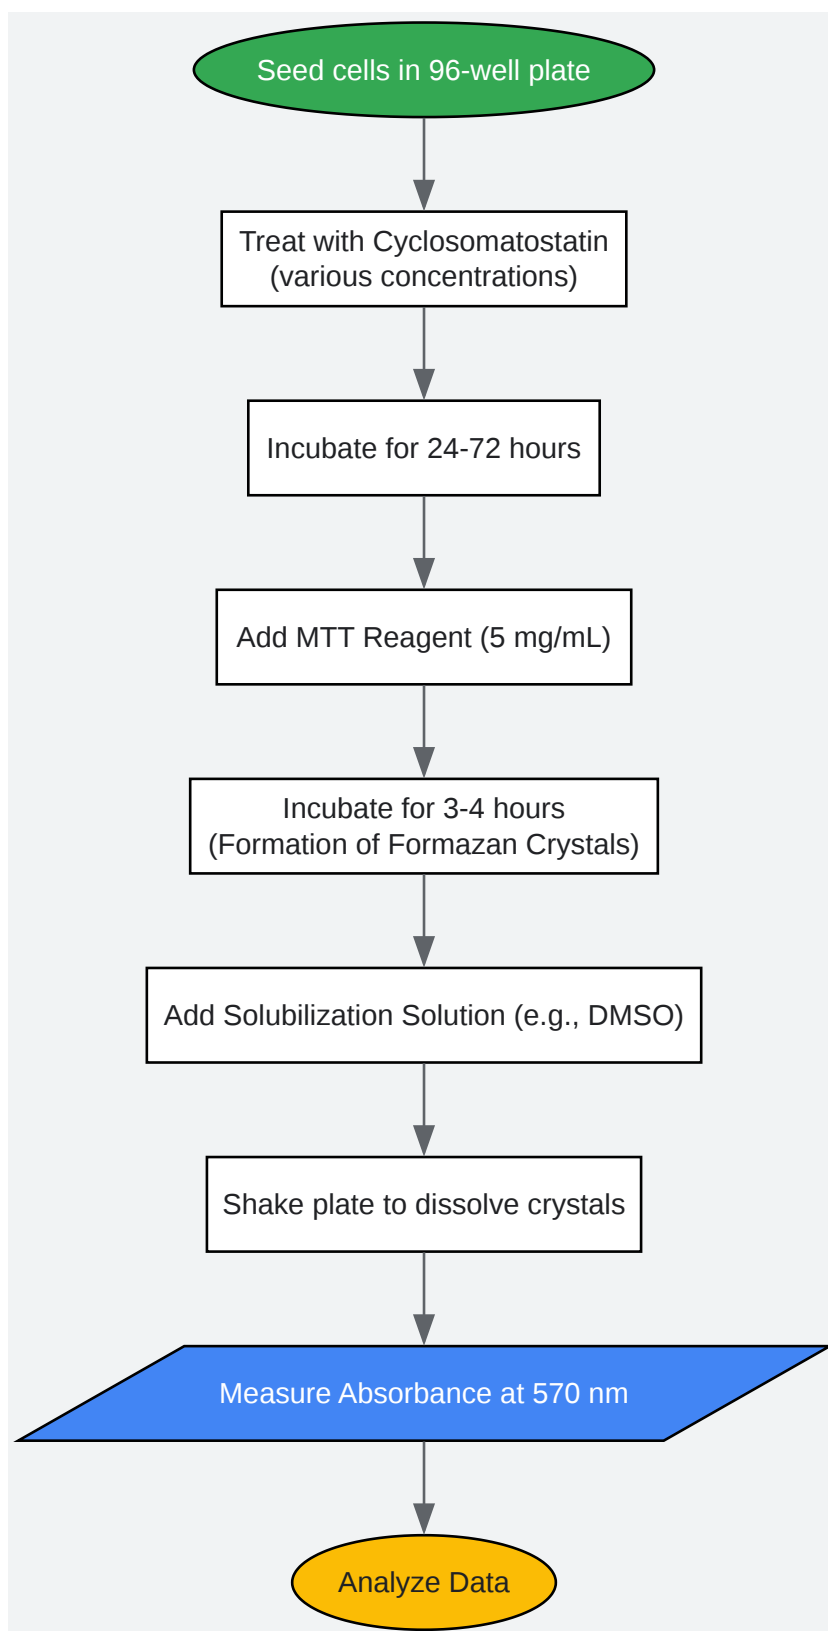 Seed cells in 96-well plate
Treat with Cyclosomatostatin
(various concentrations)
Incubate for 24-72 hours
Add MTT Reagent (5 mg/mL)
Incubate for 3-4 hours
(Formation of Formazan Crystals)
Add Solubilization Solution (e.g., DMSO)
Shake plate to dissolve crystals
Measure Absorbance at 570 nm
Analyze Data